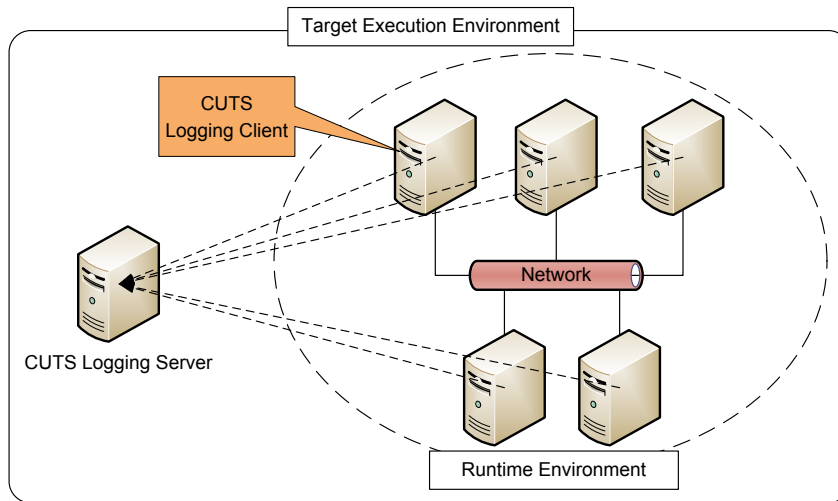 Target Execution Environment
CUTS
Logging Client
Network
CUTS Logging Server
Runtime Environment